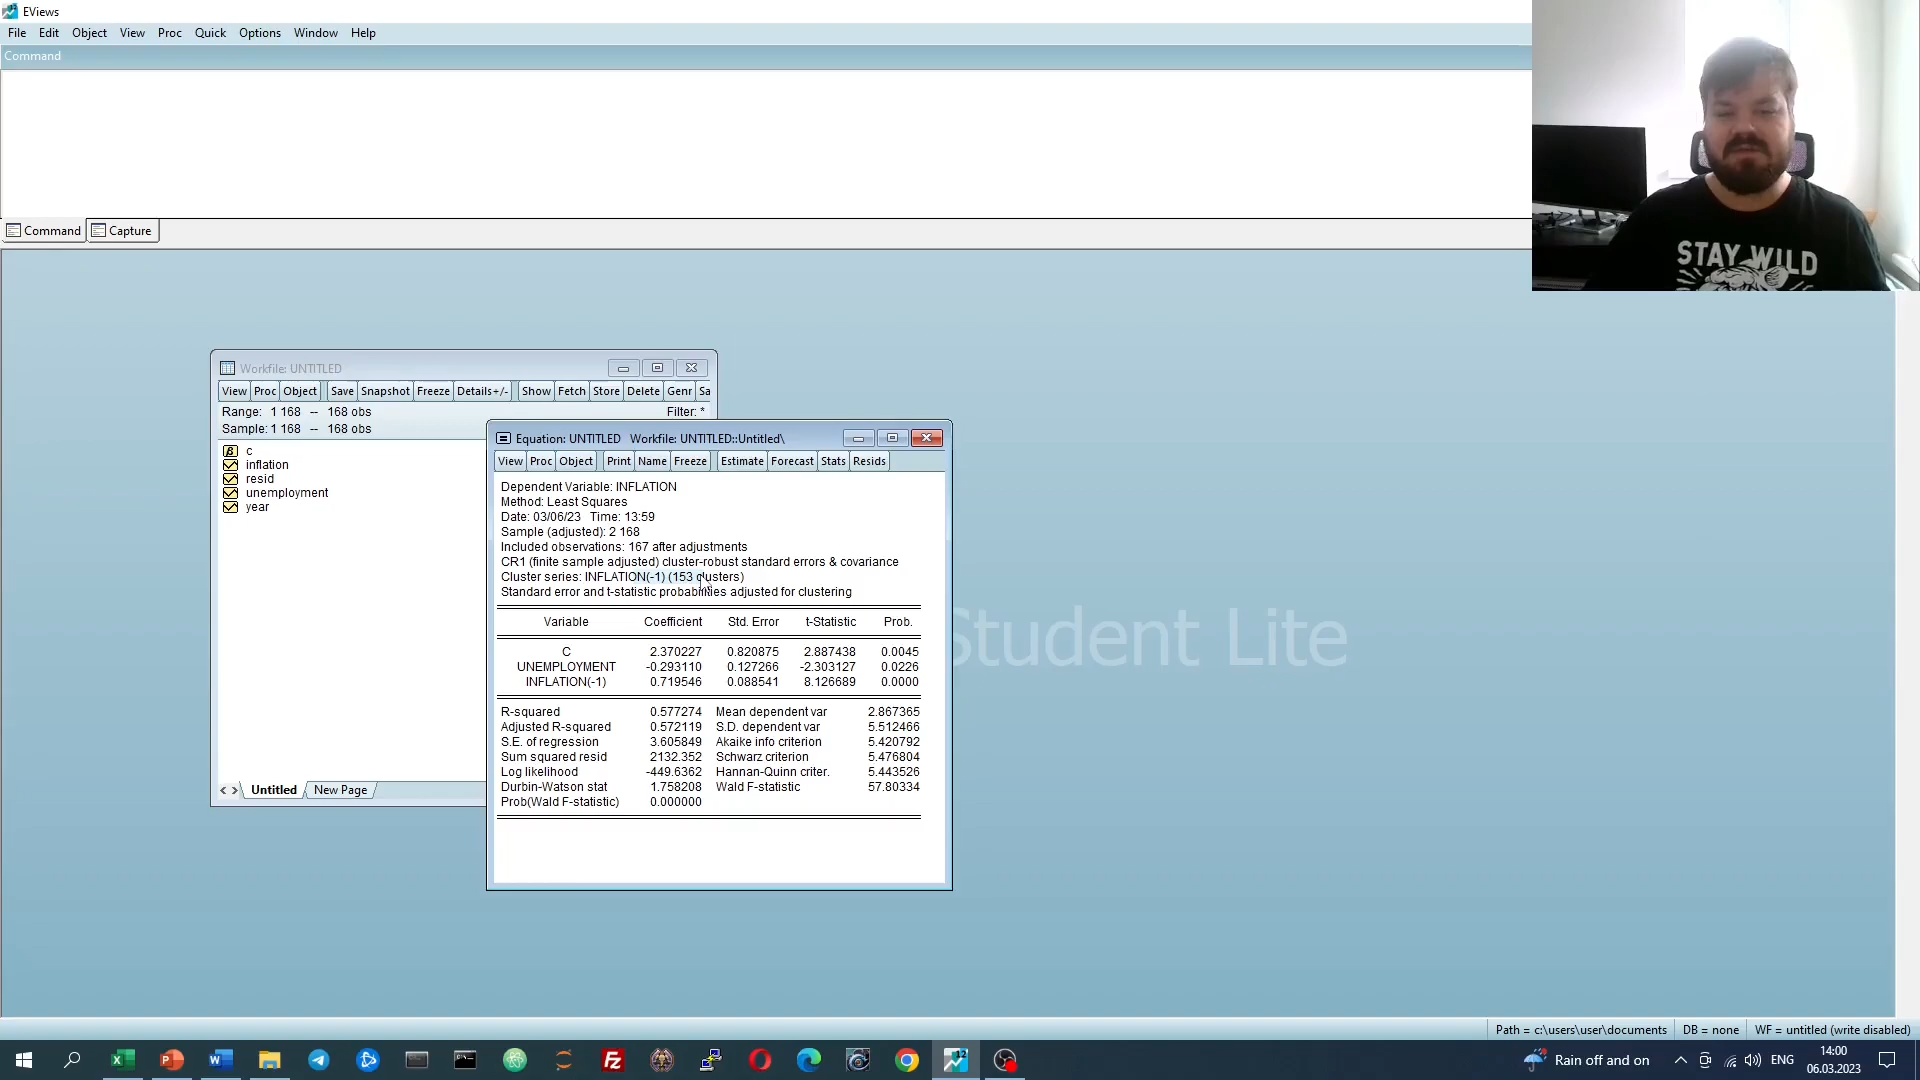 EViews
File Edit Object View Proc Quick Options Window Help
Command
Command Capture
STAY WILD
Workfile: UNTITLED
View Proc Object Save Snapshot Freeze Details+/- Show Fetch Store Delete Genr Sa
Range: 1 168 -- 168 obs Filter: *
Sample: 1 168 -- 168 obs
c
inflation
resid
unemployment
year
< > Untitled New Page
Equation: UNTITLED Workfile: UNTITLED::Untitled\
View Proc Object Print Name Freeze Estimate Forecast Stats Resids
Dependent Variable: INFLATION
Method: Least Squares
Date: 03/06/23 Time: 13:59
Sample (adjusted): 2 168
Included observations: 167 after adjustments
CR1 (finite sample adjusted) cluster-robust standard errors & covariance
Cluster series: INFLATION(-1) (153 clusters)
Standard error and t-statistic probabilities adjusted for clustering
Variable Coefficient Std. Error t-Statistic Prob.
C 2.370227 0.820875 2.887438 0.0045
UNEMPLOYMENT -0.293110 0.127266 -2.303127 0.0226
INFLATION(-1) 0.719546 0.088541 8.126689 0.0000
R-squared 0.577274 Mean dependent var 2.867365
Adjusted R-squared 0.572119 S.D. dependent var 5.512466
S.E. of regression 3.605849 Akaike info criterion 5.420792
Sum squared resid 2132.352 Schwarz criterion 5.476804
Log likelihood -449.6362 Hannan-Quinn criter. 5.443526
Durbin-Watson stat 1.758208 Wald F-statistic 57.80334
Prob(Wald F-statistic) 0.000000
Student Lite
Path = c:\users\user\documents DB = none WF = untitled (write disabled)
Rain off and on ENG 14:00
06.03.2023